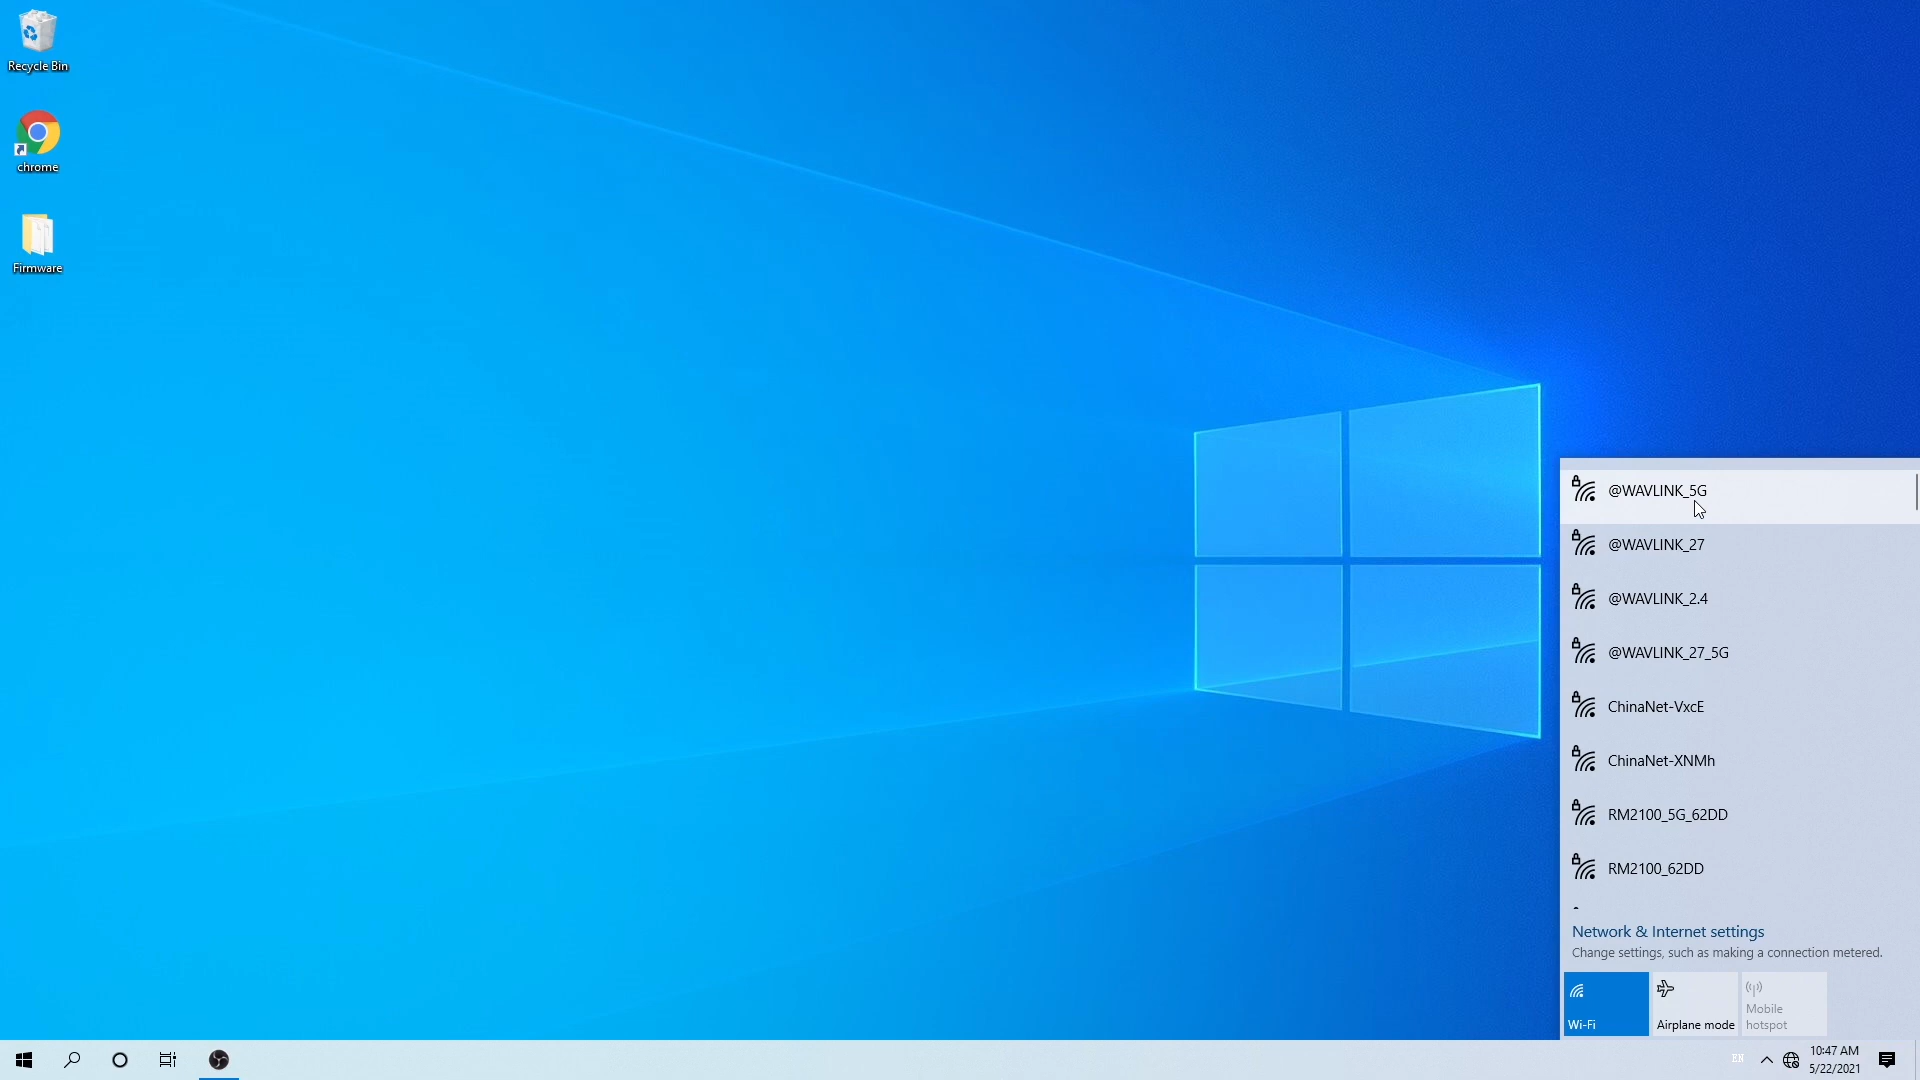 Recycle Bin
chrome
Firmware
@WAVLINK_5G
@WAVLINK_27
@WAVLINK_2.4
@WAVLINK_27_5G
ChinaNet-VxcE
ChinaNet-XNMh
RM2100_5G_62DD
RM2100_62DD
Network & Internet settings
Change settings, such as making a connection metered.
Wi-Fi
Airplane mode
Mobile
hotspot
EN
10:47 AM
5/22/2021